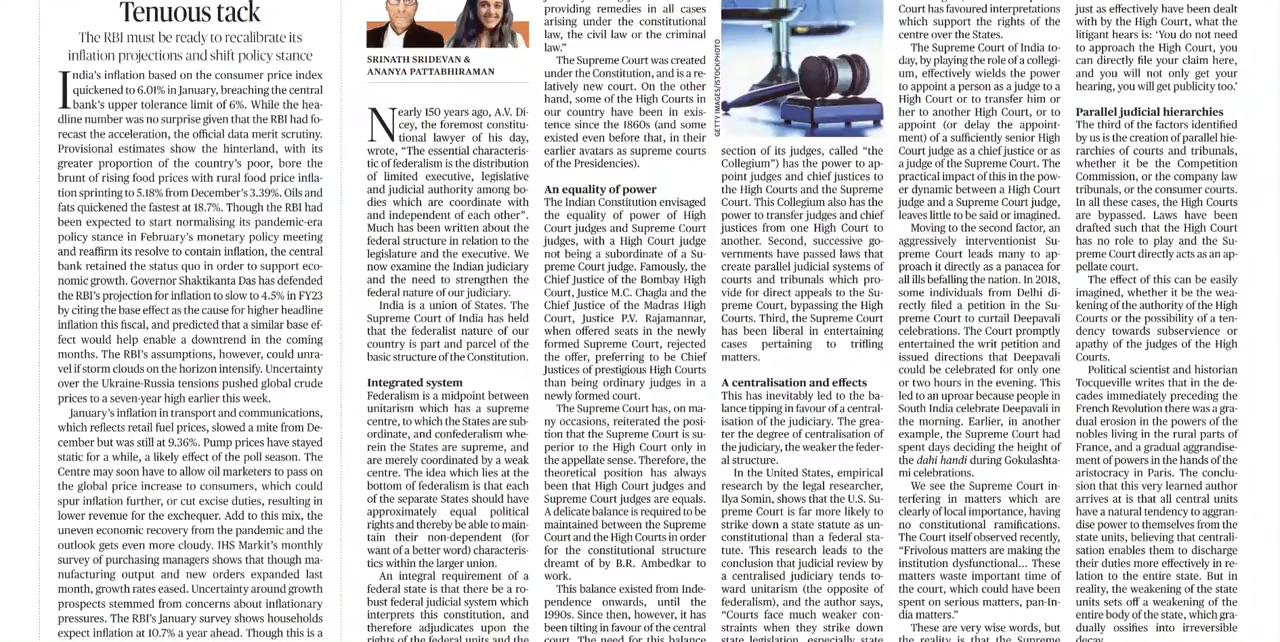 Tenuous tack
The RBI must be ready to recalibrate its
inflation projections and shift policy stance
India's inflation based on the consumer price index
quickened to 6.01% in January, breaching the central
bank's upper tolerance limit of 6%. While the hea-
dline number was no surprise given that the RBI had fo-
recast the acceleration, the official data merit scrutiny.
Provisional estimates show the hinterland, with its
greater proportion of the country's poor, bore the
brunt of rising food prices with rural food price infla-
tion sprinting to 5.18% from December's 3.39%. Oils and
fats quickened the fastest at 18.7%. Though the RBI had
been expected to start normalising its pandemic-era
policy stance in February's monetary policy meeting
and reaffirm its resolve to contain inflation, the central
bank retained the status quo in order to support eco-
nomic growth. Governor Shaktikanta Das has defended
the RBI's projection for inflation to slow to 4.5% in FY23
by citing the base effect as the cause for higher headline
inflation this fiscal, and predicted that a similar base ef-
fect would help enable a downtrend in the coming
months. The RBI's assumptions, however, could unra-
vel if storm clouds on the horizon intensify. Uncertainty
over the Ukraine-Russia tensions pushed global crude
prices to a seven-year high earlier this week.
January's inflation in transport and communications,
which reflects retail fuel prices, slowed a mite from De-
cember but was still at 9.36%. Pump prices have stayed
static for a while, a likely effect of the poll season. The
Centre may soon have to allow oil marketers to pass on
the global price increase to consumers, which could
spur inflation further, or cut excise duties, resulting in
lower revenue for the exchequer. Add to this mix, the
uneven economic recovery from the pandemic and the
outlook gets even more cloudy. IHS Markit's monthly
survey of purchasing managers shows that though ma-
nufacturing output and new orders expanded last
month, growth rates eased. Uncertainty around growth
prospects stemmed from concerns about inflationary
pressures. The RBI's January survey shows households
expect inflation at 10.7% a year ahead. Though this is a
SRINATH SRIDEVAN &
ANANYA PATTABHIRAMAN
Nearly 150 years ago, A.V. Di-
cey, the foremost constitu-
tional lawyer of his day,
wrote, "The essential characteris-
tic of federalism is the distribution
of limited executive, legislative
and judicial authority among bo-
dies which are coordinate with
and independent of each other".
Much has been written about the
federal structure in relation to the
legislature and the executive. We
now examine the Indian judiciary
and the need to strengthen the
federal nature of our judiciary.
India is a union of States. The
Supreme Court of India has held
that the federalist nature of our
country is part and parcel of the
basic structure of the Constitution.
Integrated system
Federalism is a midpoint between
unitarism which has a supreme
centre, to which the States are sub-
ordinate, and confederalism whe-
rein the States are supreme, and
are merely coordinated by a weak
centre. The idea which lies at the
bottom of federalism is that each
of the separate States should have
approximately equal political
rights and thereby be able to main-
tain their non-dependent (for
want of a better word) characteris-
tics within the larger union.
An integral requirement of a
federal state is that there be a ro-
bust federal judicial system which
interprets this constitution, and
therefore adjudicates upon the
rights of the federal units and the
providing remedies in all cases
arising under the constitutional
law, the civil law or the criminal
law."
The Supreme Court was created
under the Constitution, and is a re-
latively new court. On the other
hand, some of the High Courts in
our country have been in exis-
tence since the 1860s (and some
existed even before that, in their
earlier avatars as supreme courts
of the Presidencies).
An equality of power
The Indian Constitution envisaged
the equality of power of High
Court judges and Supreme Court
judges, with a High Court judge
not being a subordinate of a Su-
preme Court judge. Famously, the
Chief Justice of the Bombay High
Court, Justice M.C. Chagla and the
Chief Justice of the Madras High
Court, Justice P.V. Rajamannar,
when offered seats in the newly
formed Supreme Court, rejected
the offer, preferring to be Chief
Justices of prestigious High Courts
than being ordinary judges in a
newly formed court.
The Supreme Court has, on ma-
ny occasions, reiterated the posi-
tion that the Supreme Court is su-
perior to the High Court only in
the appellate sense. Therefore, the
theoretical position has always
been that High Court judges and
Supreme Court judges are equals.
A delicate balance is required to be
maintained between the Supreme
Court and the High Courts in order
for the constitutional structure
dreamt of by B.R. Ambedkar to
work.
This balance existed from Inde-
pendence onwards, until the
1990s. Since then, however, it has
been tilting in favour of the central
court. The need for this balance
GETTY IMAGES/ISTOCKPHOTO
section of its judges, called "the
Collegium") has the power to ap-
point judges and chief justices to
the High Courts and the Supreme
Court. This Collegium also has the
power to transfer judges and chief
justices from one High Court to
another. Second, successive go-
vernments have passed laws that
create parallel judicial systems of
courts and tribunals which pro-
vide for direct appeals to the Su-
preme Court, bypassing the High
Courts. Third, the Supreme Court
has been liberal in entertaining
cases pertaining to trifling
matters.
A centralisation and effects
This has inevitably led to the ba-
lance tipping in favour of a central-
isation of the judiciary. The grea-
ter the degree of centralisation of
the judiciary, the weaker the feder-
al structure.
In the United States, empirical
research by the legal researcher,
Ilya Somin, shows that the U.S. Su-
preme Court is far more likely to
strike down a state statute as un-
constitutional than a federal sta-
tute. This research leads to the
conclusion that judicial review by
a centralised judiciary tends to-
ward unitarism (the opposite of
federalism), and the author says,
"Courts face much weaker con-
straints when they strike down
state legislation, especially state
Court has favoured interpretations
which support the rights of the
centre over the States.
The Supreme Court of India to-
day, by playing the role of a collegi-
um, effectively wields the power
to appoint a person as a judge to a
High Court or to transfer him or
her to another High Court, or to
appoint (or delay the appoint-
ment) of a sufficiently senior High
Court judge as a chief justice or as
a judge of the Supreme Court. The
practical impact of this in the pow-
er dynamic between a High Court
judge and a Supreme Court judge,
leaves little to be said or imagined.
Moving to the second factor, an
aggressively interventionist Su-
preme Court leads many to ap-
proach it directly as a panacea for
all ills befalling the nation. In 2018,
some individuals from Delhi di-
rectly filed a petition in the Su-
preme Court to curtail Deepavali
celebrations. The Court promptly
entertained the writ petition and
issued directions that Deepavali
could be celebrated for only one
or two hours in the evening. This
led to an uproar because people in
South India celebrate Deepavali in
the morning. Earlier, in another
example, the Supreme Court had
spent days deciding the height of
the dahi handi during Gokulashta-
mi celebrations.
We see the Supreme Court in-
terfering in matters which are
clearly of local importance, having
no constitutional ramifications.
The Court itself observed recently,
"Frivolous matters are making the
institution dysfunctional... These
matters waste important time of
the court, which could have been
spent on serious matters, pan-In-
dia matters."
These are very wise words, but
the reality is that the Supreme
just as effectively have been dealt
with by the High Court, what the
litigant hears is: 'You do not need
to approach the High Court, you
can directly file your claim here,
and you will not only get your
hearing, you will get publicity too.'
Parallel judicial hierarchies
The third of the factors identified
by us is the creation of parallel hie-
rarchies of courts and tribunals,
whether it be the Competition
Commission, or the company law
tribunals, or the consumer courts.
In all these cases, the High Courts
are bypassed. Laws have been
drafted such that the High Court
has no role to play and the Su-
preme Court directly acts as an ap-
pellate court.
The effect of this can be easily
imagined, whether it be the wea-
kening of the authority of the High
Courts or the possibility of a ten-
dency towards subservience or
apathy of the judges of the High
Courts.
Political scientist and historian
Tocqueville writes that in the de-
cades immediately preceding the
French Revolution there was a gra-
dual erosion in the powers of the
nobles living in the rural parts of
France, and a gradual aggrandise-
ment of powers in the hands of the
aristocracy in Paris. The conclu-
sion that this very learned author
arrives at is that all central units
have a natural tendency to aggran-
dise power to themselves from the
state units, believing that centrali-
sation enables them to discharge
their duties more effectively in re-
lation to the entire state. But in
reality, the weakening of the state
units sets off a weakening of the
entire body of the state, which gra-
dually ossifies into irreversible
decay.